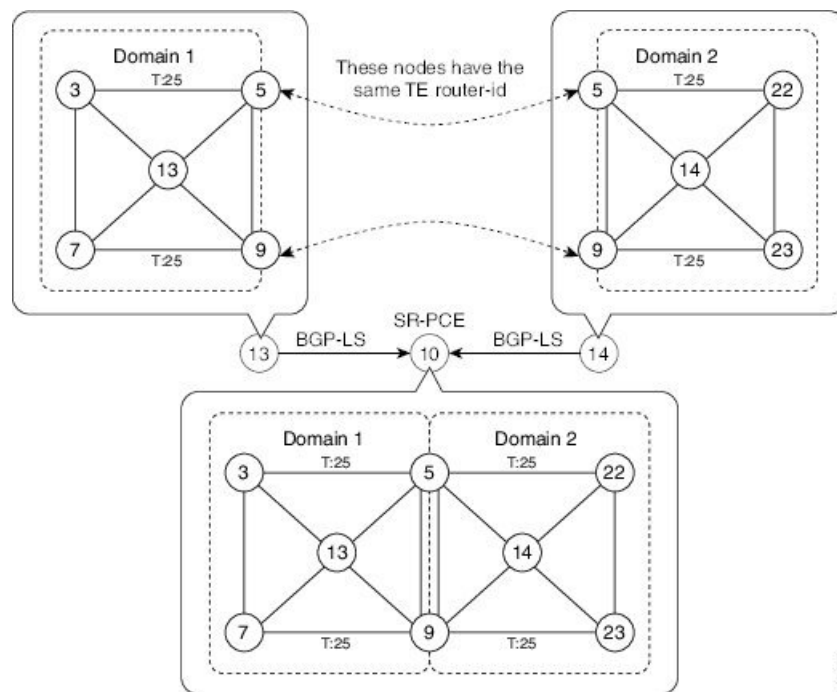 Domain 1
T:25
3
5
13
7
9
T:25
These nodes have the
same TE router-id
Domain 2
T:25
5
22
14
9
23
T:25
SR-PCE
13
BGP-LS
10
BGP-LS
14
Domain 1
Domain 2
T:25
T:25
3
5
22
13
14
7
9
23
T:25
T:25